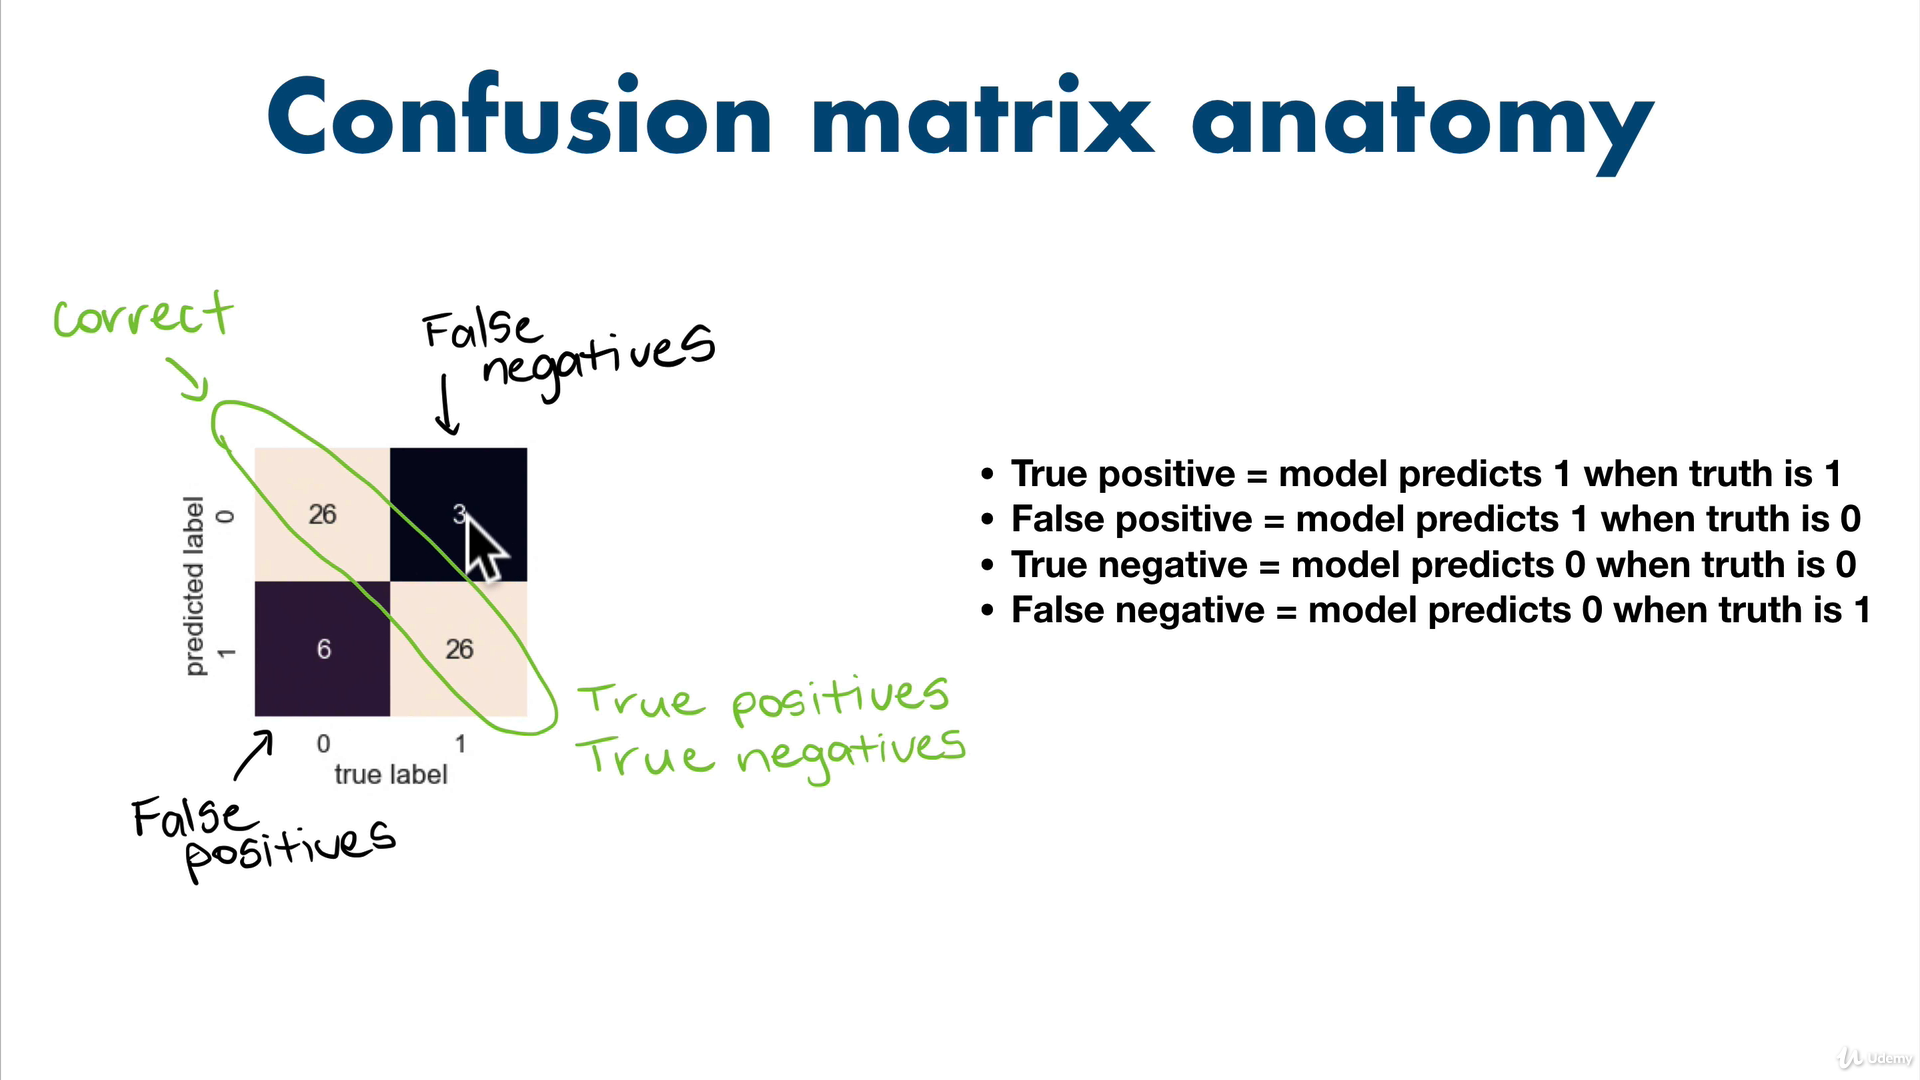 Confusion matrix anatomy
correct
False
negatives
predicted label
0
1
26
3
6
26
0
1
true label
False
positives
True positives
True negatives
• True positive = model predicts 1 when truth is 1
• False positive = model predicts 1 when truth is 0
• True negative = model predicts 0 when truth is 0
• False negative = model predicts 0 when truth is 1
Udemy